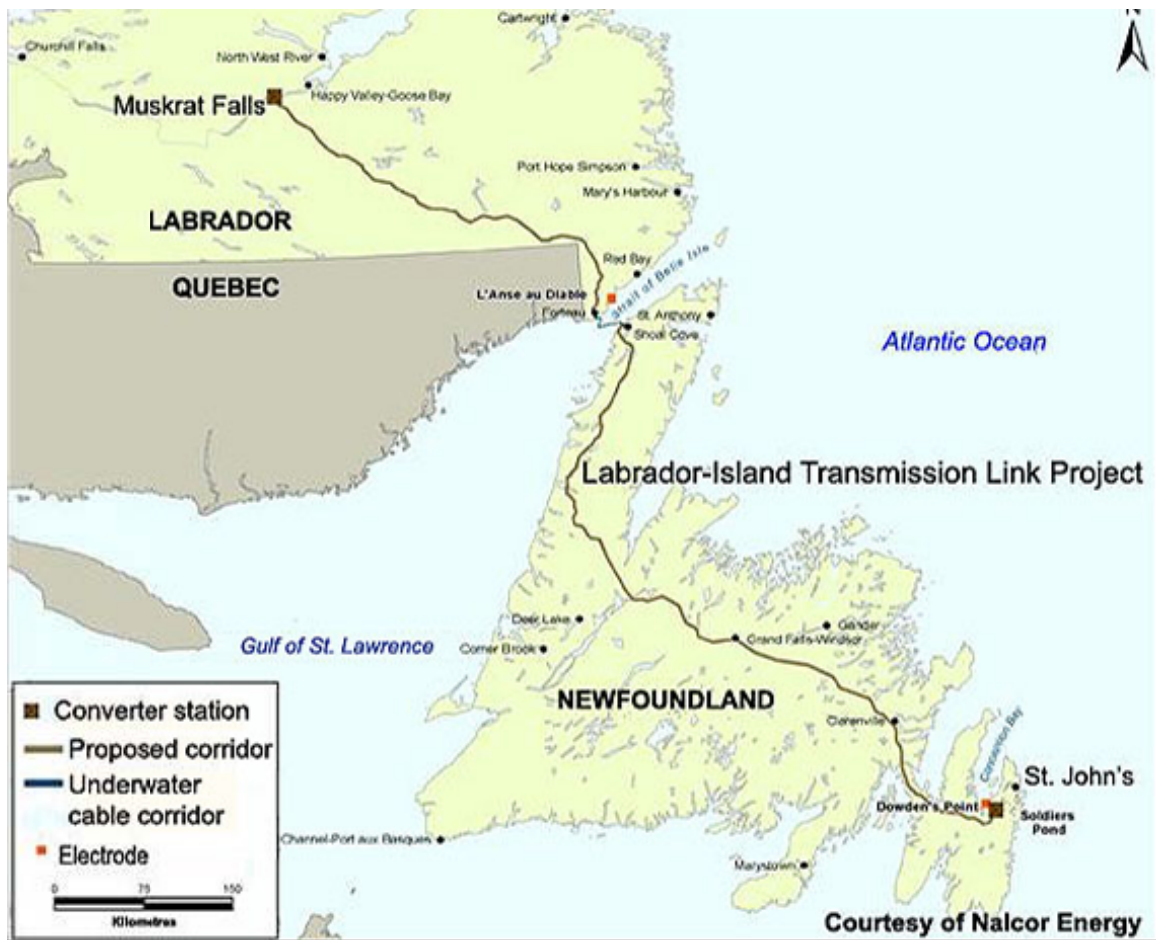 N
Cartwright
Churchill Falls
North West River
Happy Valley-Goose Bay
Muskrat Falls
Port Hope Simpson
Mary's Harbour
LABRADOR
QUEBEC
Red Bay
Strait of Belle Isle
L'Anse au Diable
Forteau
St. Anthony
Shoal Cove
Atlantic Ocean
Labrador-Island Transmission Link Project
Deer Lake
Gander
Grand Falls-Windsor
Gulf of St. Lawrence
Corner Brook
NEWFOUNDLAND
Clarenville
Conception Bay
St. John's
Dowden's Point
Soldiers
Pond
Channel-Port aux Basques
Marystown
Converter station
Proposed corridor
Underwater
cable corridor
Electrode
0 75 150
Kilometres
Courtesy of Nalcor Energy